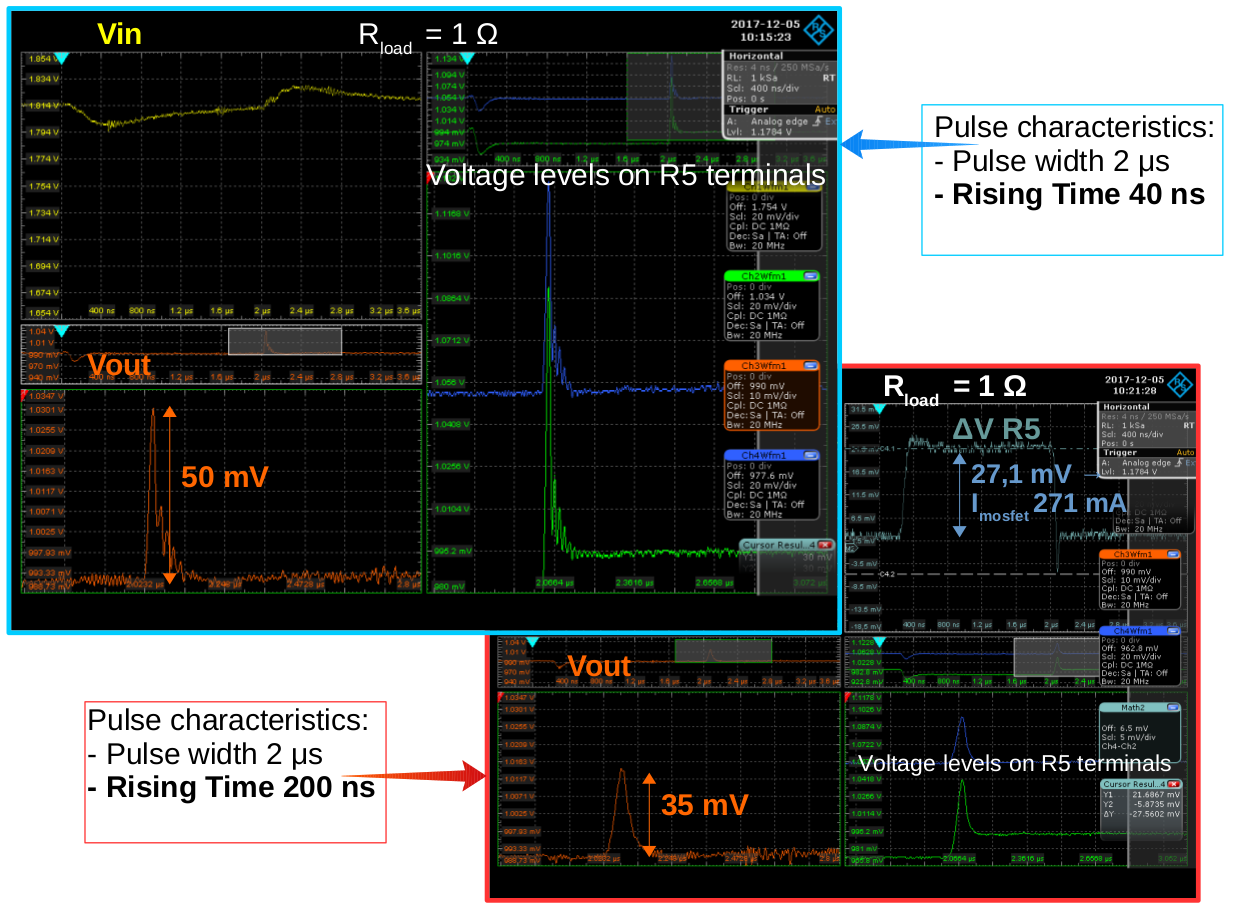 Vin
R load = 1 Ω
2017-12-05
10:15:23
Horizontal
Res: 4 ns / 250 MSa/s
RL: 1 kSa RT
Scl: 400 ns/div
Pos: 0 s
Trigger Auto
A: Analog edge Ex
Lvl: 1.1784 V
1.854 V
1.834 V
1.814 V
1.794 V
1.774 V
1.754 V
1.734 V
1.714 V
1.694 V
1.674 V
1.654 V
400 ns 800 ns 1.2 µs 1.6 µs 2 µs 2.4 µs 2.8 µs 3.2 µs 3.6 µs
1.134 V
1.094 V
1.074 V
1.054 V
1.034 V
1.014 V
994 mV
974 mV
934 mV
400 ns 800 ns 1.2 µs 1.6 µs 2 µs 2.4 µs 2.8 µs
Voltage levels on R5 terminals
1.1168 V
1.1016 V
1.0864 V
1.0712 V
1.056 V
1.0408 V
1.0256 V
1.0104 V
995.2 mV
980 mV
2.0664 µs 2.3616 µs 2.6568 µs 3.072 µs
Pos: 0 div
Off: 1.754 V
Scl: 20 mV/div
Cpl: DC 1MΩ
Dec: Sa | TA: Off
Bw: 20 MHz
Ch2Wfm1
Pos: 0 div
Off: 1.034 V
Scl: 20 mV/div
Cpl: DC 1MΩ
Dec: Sa | TA: Off
Bw: 20 MHz
Ch3Wfm1
Pos: 0 div
Off: 990 mV
Scl: 10 mV/div
Cpl: DC 1MΩ
Dec: Sa | TA: Off
Bw: 20 MHz
Ch4Wfm1
Pos: 0 div
Off: 977.6 mV
Scl: 20 mV/div
Cpl: DC 1MΩ
Dec: Sa | TA: Off
Bw: 20 MHz
Cursor Resul...4
1.04 V
1.01 V
990 mV
970 mV
940 mV
Vout
1.0347 V
1.0301 V
1.0255 V
1.0209 V
1.0163 V
1.0117 V
1.0071 V
1.0025 V
997.93 mV
993.33 mV
988.73 mV
50 mV
Pulse characteristics:
- Pulse width 2 µs
- Rising Time 40 ns
R load = 1 Ω
2017-12-05
10:21:28
Horizontal
Res: 4 ns / 250 MSa/s
RL: 1 kSa RT
Scl: 400 ns/div
Pos: 0 s
Trigger Auto
A: Analog edge Ex
Lvl: 1.1784 V
31.5 m
26.5 mV
C4.1
18.5 mV
11.5 mV
6.5 mV
C4.2
-8.5 mV
-13.5 mV
-18.5 mV
ΔV R5
27,1 mV
I mosfet 271 mA
Dec: Sa | TA: Off
Bw: 20 MHz
Ch3Wfm1
Pos: 0 div
Off: 990 mV
Scl: 10 mV/div
Cpl: DC 1MΩ
Dec: Sa | TA: Off
Bw: 20 MHz
Ch4Wfm1
Pos: 0 div
Off: 962.8 mV
Scl: 20 mV/div
Cpl: DC 1MΩ
Dec: Sa | TA: Off
Bw: 20 MHz
Math2
Off: 6.5 mV
Scl: 5 mV/div
Ch4-Ch2
Voltage levels on R5 terminals
Cursor Resul...4
Y1 21.6867 mV
Y2 -5.8735 mV
ΔY -27.5602 mV
Vout
35 mV
Pulse characteristics:
- Pulse width 2 µs
- Rising Time 200 ns